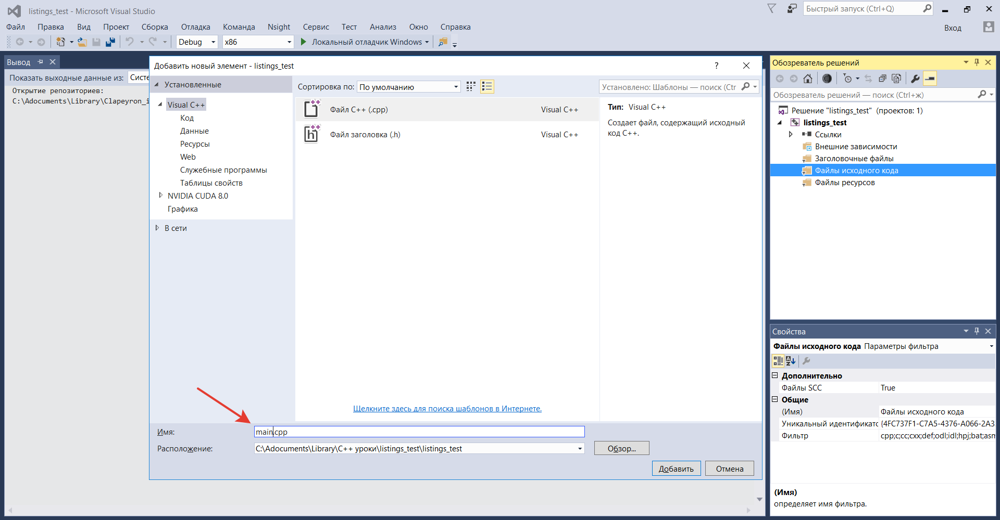 listings_test - Microsoft Visual Studio
Быстрый запуск (Ctrl+Q)
Файл Правка Вид Проект Сборка Отладка Команда Nsight Сервис Тест Анализ Окно Справка
Вход
Debug x86 Локальный отладчик Windows
Вывод
Показать выходные данные из: Систе
Открытие репозиториев:
C:\Adocuments\Library\Clapeyron_i
Добавить новый элемент - listings_test
?
Установленные
Visual C++
Код
Данные
Ресурсы
Web
Служебные программы
Таблицы свойств
NVIDIA CUDA 8.0
Графика
В сети
Сортировка по: По умолчанию
Установлено: Шаблоны — поиск (Ctr
Файл C++ (.cpp) Visual C++
Файл заголовка (.h) Visual C++
Тип: Visual C++
Создает файл, содержащий исходный
код C++.
Щелкните здесь для поиска шаблонов в Интернете.
Имя: main.cpp
Расположение: C:\Adocuments\Library\C++ уроки\listings_test\listings_test
Обзор...
Добавить Отмена
Обозреватель решений
Обозреватель решений — поиск (Ctrl+ж)
Решение "listings_test" (проектов: 1)
listings_test
Ссылки
Внешние зависимости
Заголовочные файлы
Файлы исходного кода
Файлы ресурсов
Свойства
Файлы исходного кода Параметры фильтра
Дополнительно
Файлы SCC True
Общие
(Имя) Файлы исходного кода
Уникальный идентификатс {4FC737F1-C7A5-4376-A066-2A3
Фильтр cpp;c;cc;cxx;def;odl;idl;hpj;bat;asm
(Имя)
определяет имя фильтра.